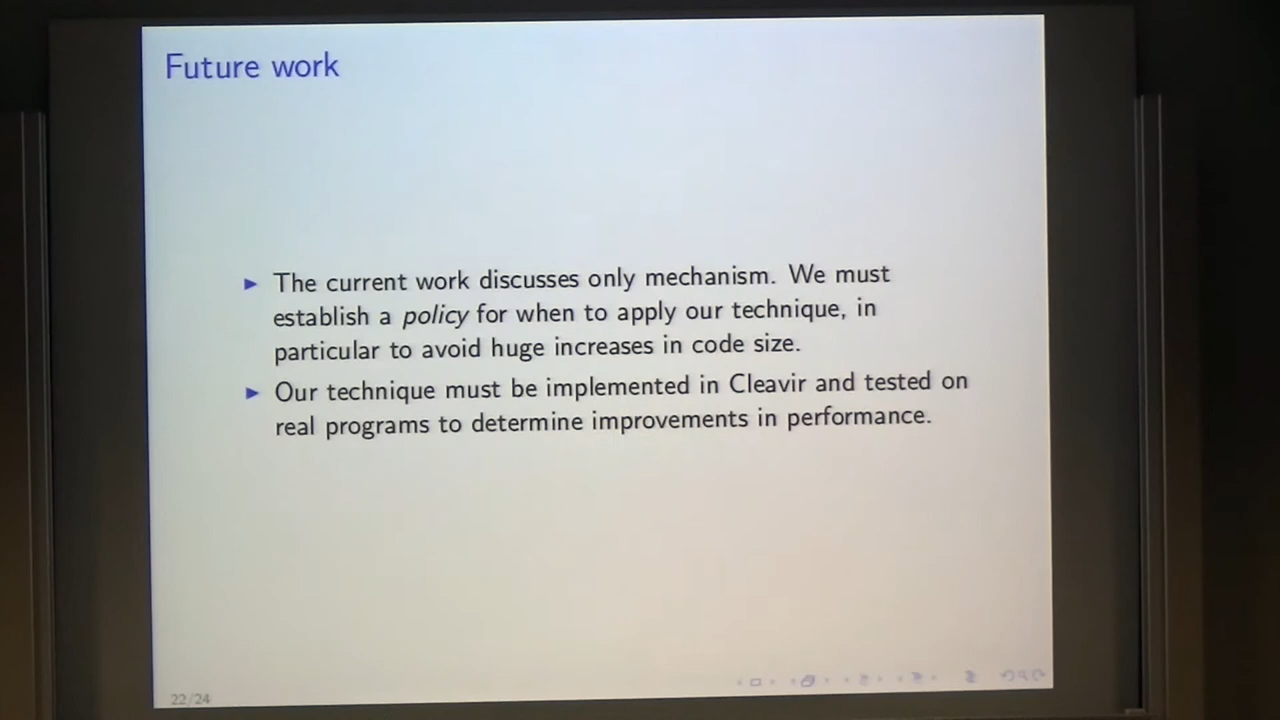 Future work
The current work discusses only mechanism. We must
establish a policy for when to apply our technique, in
particular to avoid huge increases in code size.
Our technique must be implemented in Cleavir and tested on
real programs to determine improvements in performance.
22/24